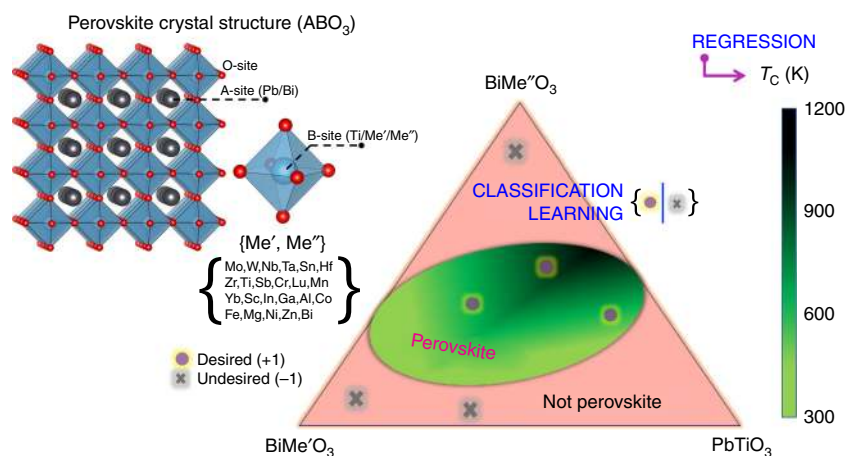 Perovskite crystal structure (ABO₃)
O-site
A-site (Pb/Bi)
B-site (Ti/Me′/Me″)
{Me′, Me″}
Mo,W,Nb,Ta,Sn,Hf
Zr,Ti,Sb,Cr,Lu,Mn
Yb,Sc,In,Ga,Al,Co
Fe,Mg,Ni,Zn,Bi
Desired (+1)
Undesired (−1)
BiMe″O₃
CLASSIFICATION
LEARNING
Perovskite
Not perovskite
BiMe′O₃
PbTiO₃
REGRESSION
T_C (K)
1200
900
600
300